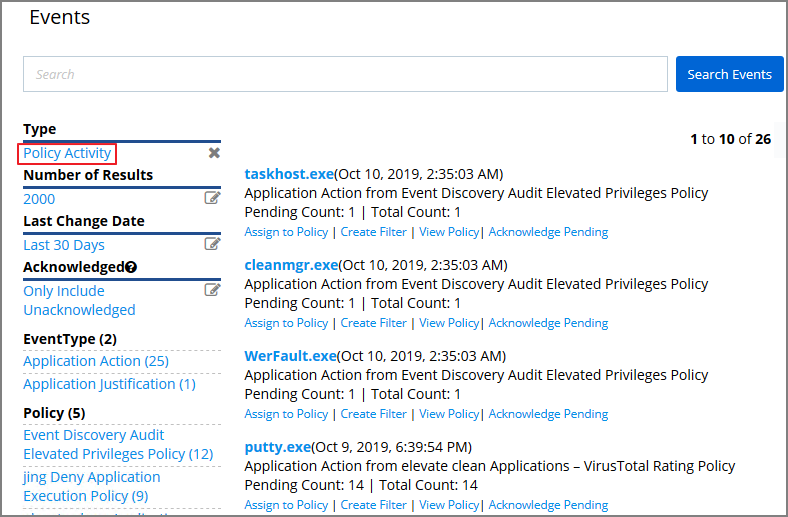 Events
Search
Search Events
Type
Policy Activity
Number of Results
2000
Last Change Date
Last 30 Days
Acknowledged
Only Include
Unacknowledged
EventType (2)
Application Action (25)
Application Justification (1)
Policy (5)
Event Discovery Audit
Elevated Privileges Policy (12)
jing Deny Application
Execution Policy (9)
1 to 10 of 26
taskhost.exe(Oct 10, 2019, 2:35:03 AM)
Application Action from Event Discovery Audit Elevated Privileges Policy
Pending Count: 1 | Total Count: 1
Assign to Policy | Create Filter | View Policy| Acknowledge Pending
cleanmgr.exe(Oct 10, 2019, 2:35:03 AM)
Application Action from Event Discovery Audit Elevated Privileges Policy
Pending Count: 1 | Total Count: 1
Assign to Policy | Create Filter | View Policy| Acknowledge Pending
WerFault.exe(Oct 10, 2019, 2:35:03 AM)
Application Action from Event Discovery Audit Elevated Privileges Policy
Pending Count: 1 | Total Count: 1
Assign to Policy | Create Filter | View Policy| Acknowledge Pending
putty.exe(Oct 9, 2019, 6:39:54 PM)
Application Action from elevate clean Applications – VirusTotal Rating Policy
Pending Count: 14 | Total Count: 14
Assign to Policy | Create Filter | View Policy| Acknowledge Pending